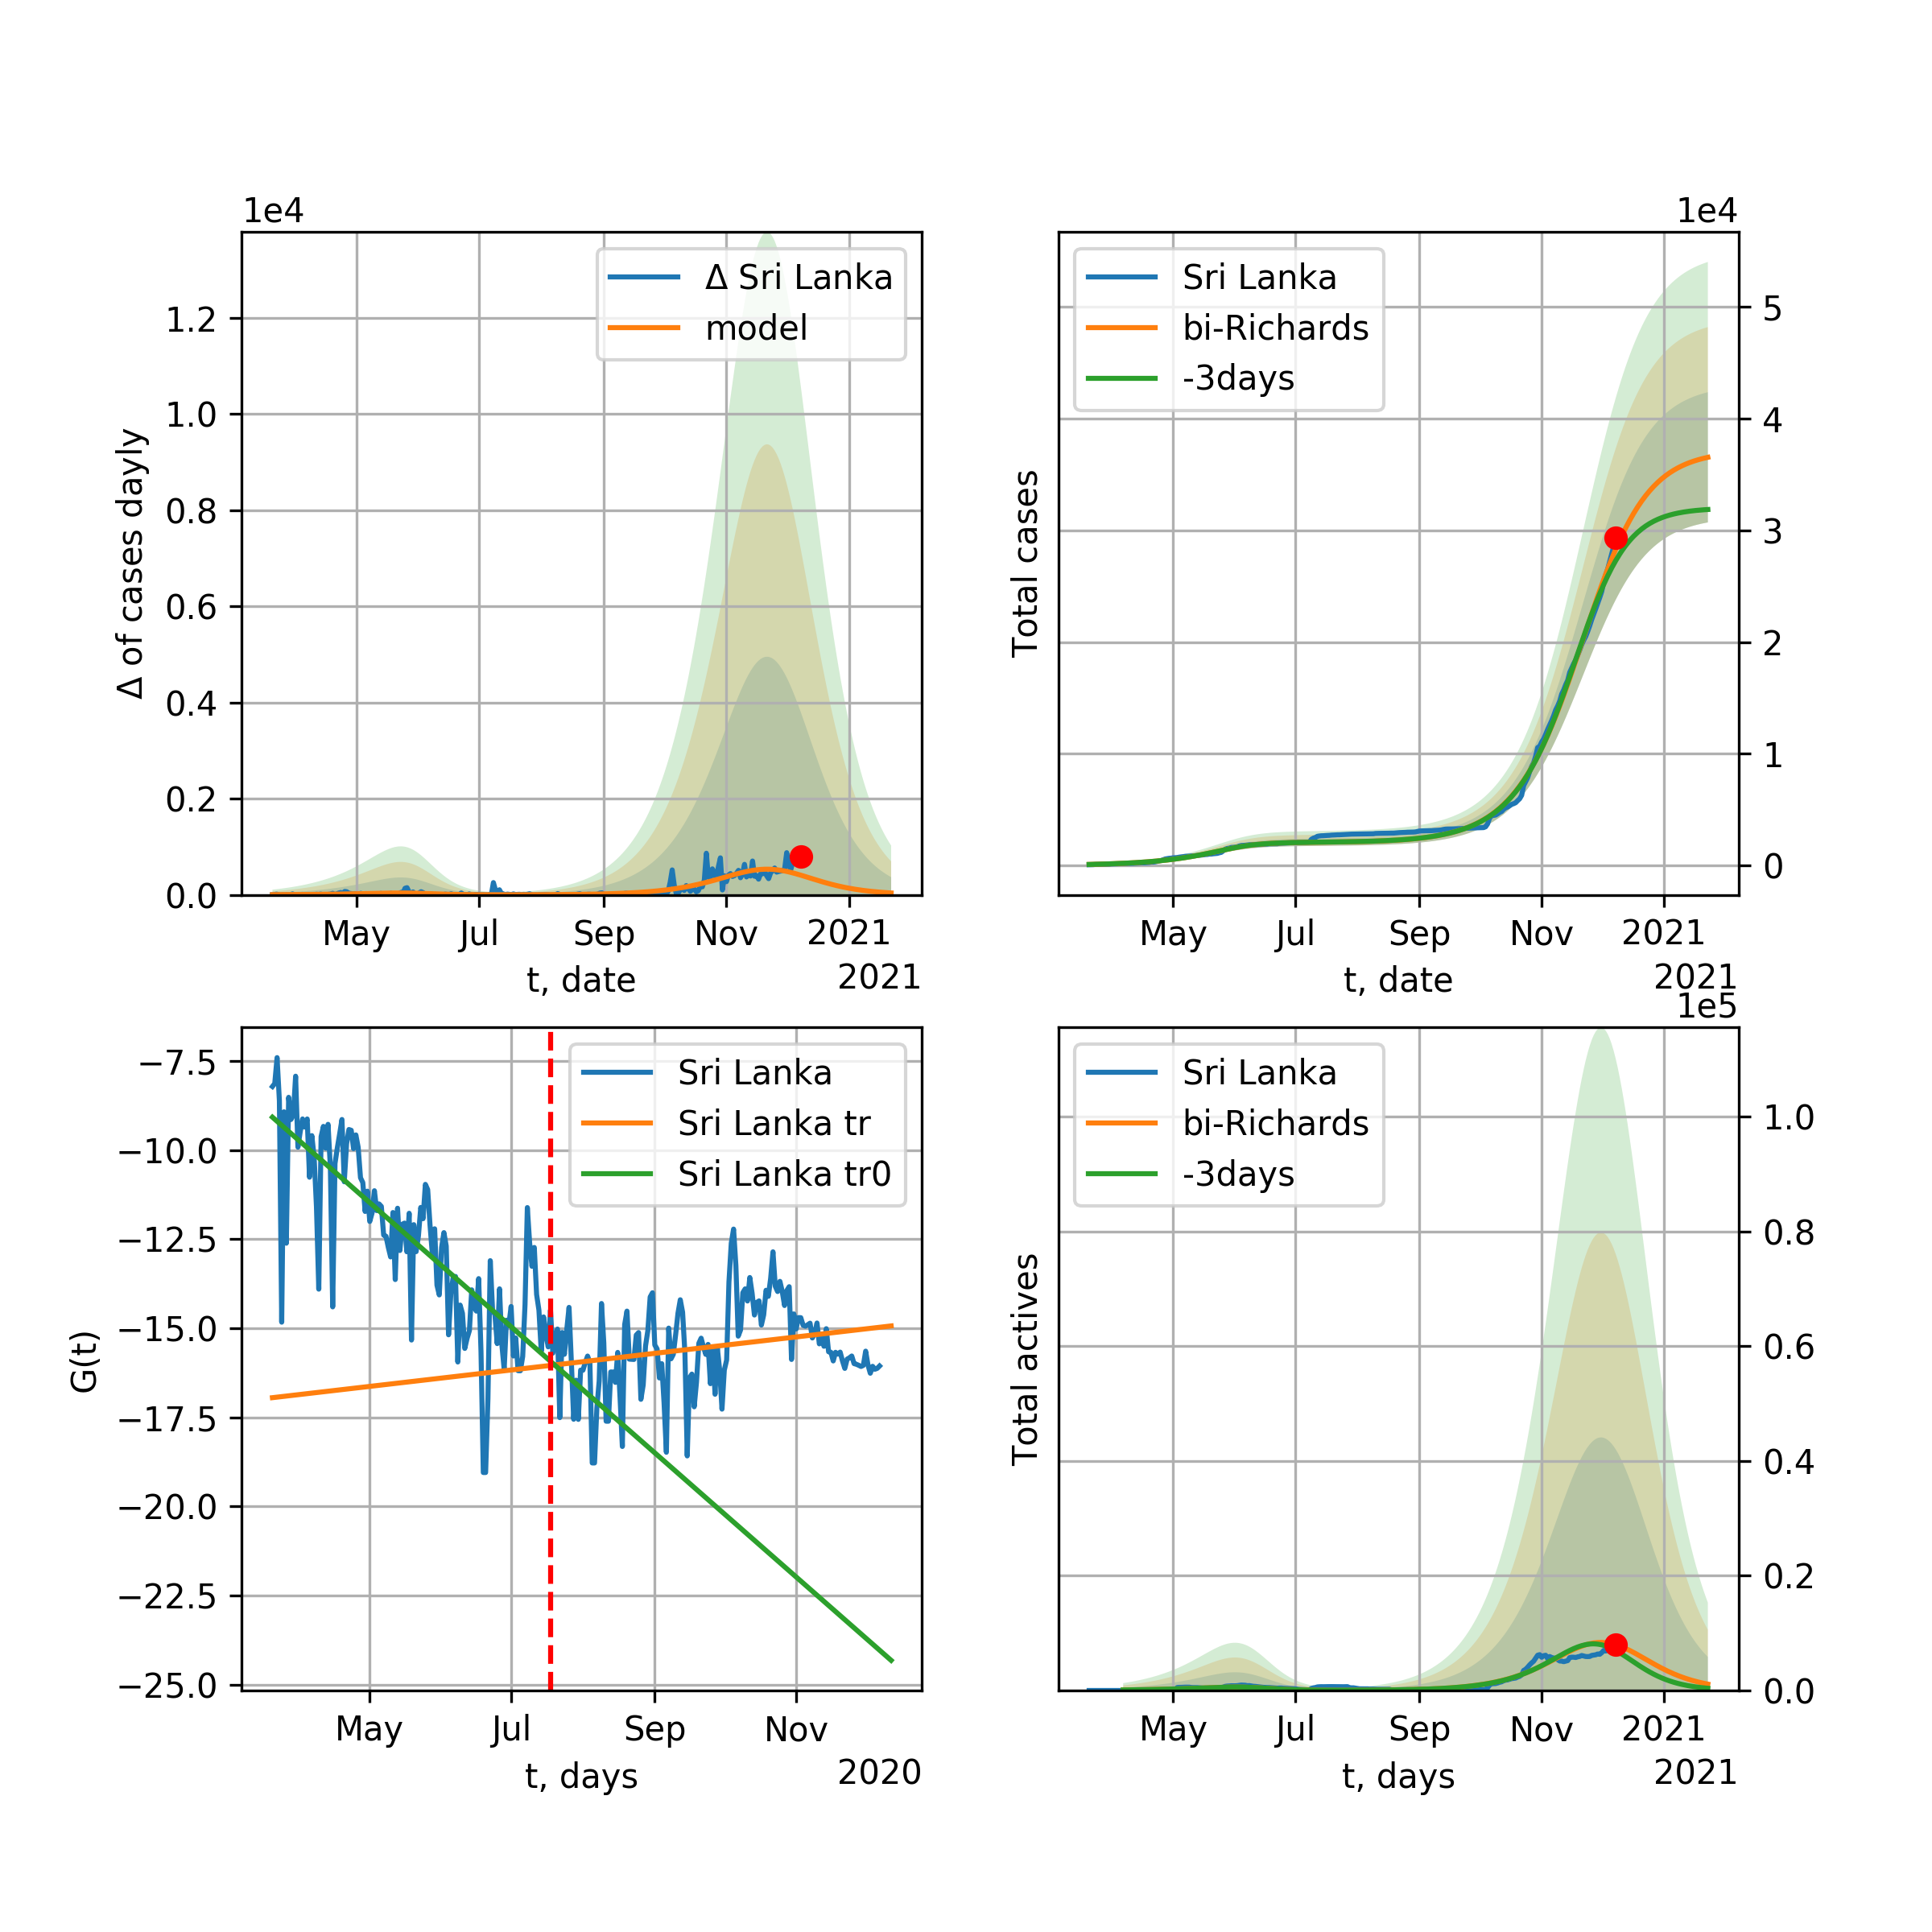 1e4
Δ Sri Lanka
model
1.2
1.0
0.8
0.6
0.4
0.2
0.0
Δ of cases dayly
May Jul Sep Nov 2021
t, date
2021
1e4
Sri Lanka
bi-Richards
-3days
5
4
3
2
1
0
Total cases
May Jul Sep Nov 2021
t, date
2021
Sri Lanka
Sri Lanka tr
Sri Lanka tr0
−7.5
−10.0
−12.5
−15.0
−17.5
−20.0
−22.5
−25.0
G(t)
May Jul Sep Nov
t, days
2020
1e5
Sri Lanka
bi-Richards
-3days
1.0
0.8
0.6
0.4
0.2
0.0
Total actives
May Jul Sep Nov 2021
t, days
2021